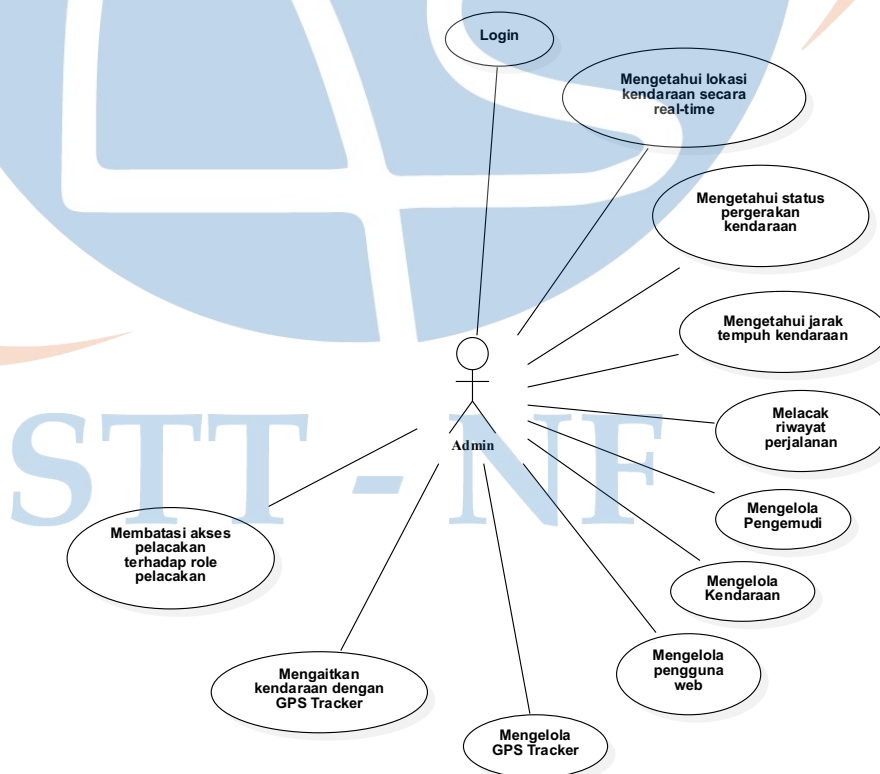 Login
Mengetahui lokasi
kendaraan secara
real-time
Mengetahui status
pergerakan
kendaraan
Mengetahui jarak
tempuh kendaraan
Melacak
riwayat
perjalanan
Admin
STT - NF
Mengelola
Pengemudi
Membatasi akses
pelacakan
terhadap role
pelacakan
Mengelola
Kendaraan
Mengelola
pengguna
web
Mengaitkan
kendaraan dengan
GPS Tracker
Mengelola
GPS Tracker